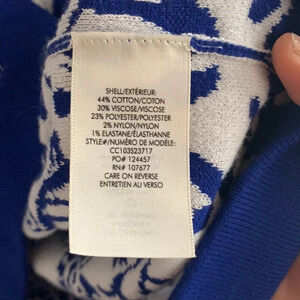 SHELL/EXTÉRIEUR:
44% COTTON/COTON
30% VISCOSE/VISCOSE
23% POLYESTER/POLYESTER
2% NYLON/NYLON
1% ELASTANE/ÉLASTHANNE
STYLE#/NUMÉRO DE MODÈLE:
CC103523717
PO# 124457
RN# 107677
CARE ON REVERSE
ENTRETIEN AU VERSO